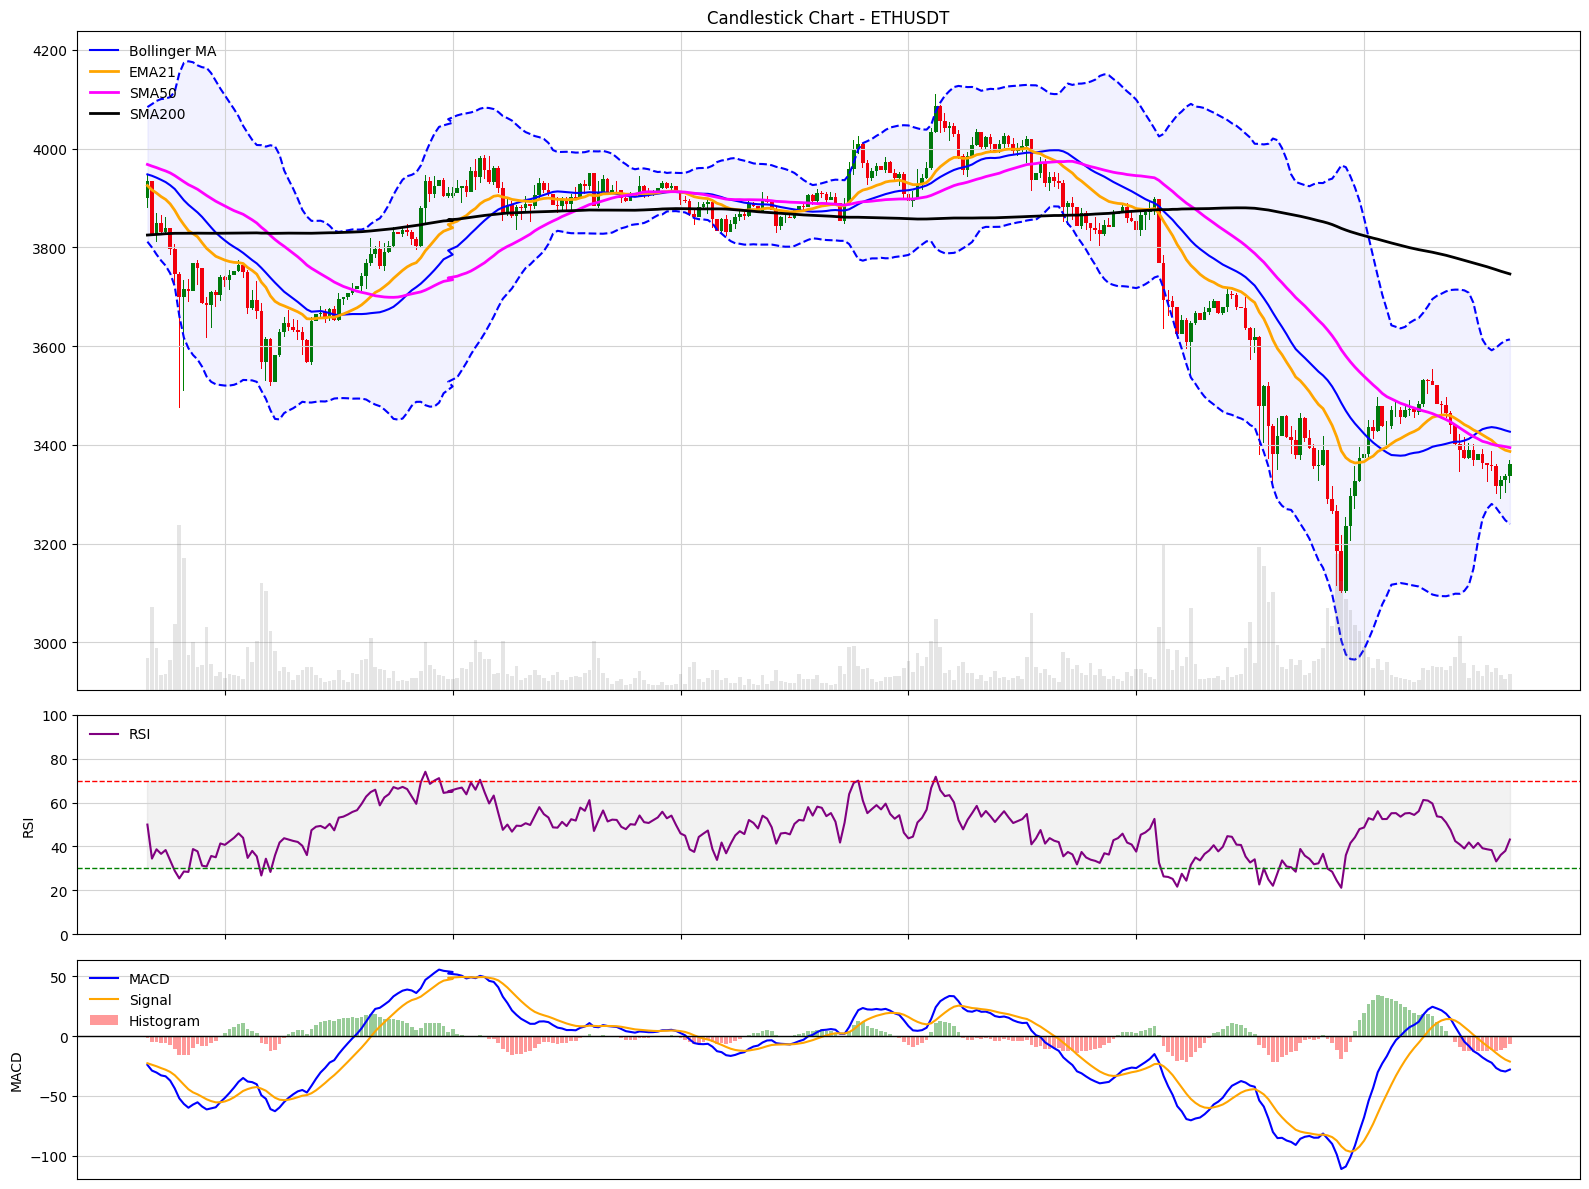 Candlestick Chart - ETHUSDT
4200
4000
3800
3600
3400
3200
3000
Bollinger MA
EMA21
SMA50
SMA200
100
80
60
40
20
0
RSI
RSI
50
0
−50
−100
MACD
MACD
Signal
Histogram